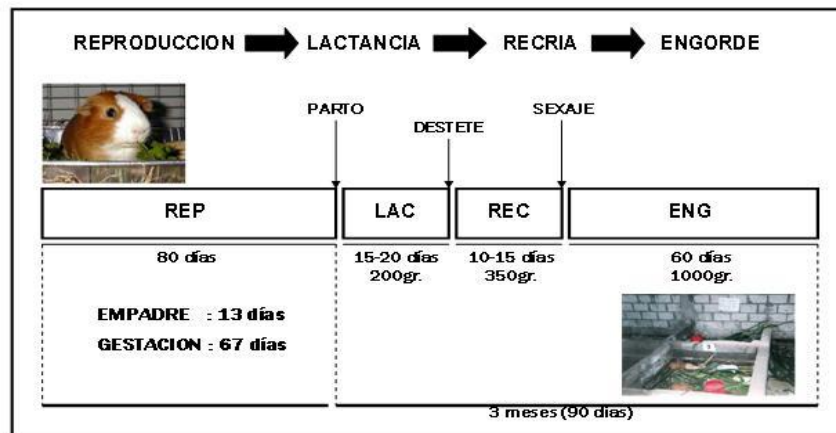 REPRODUCCION LACTANCIA RECRIA ENGORDE
PARTO
DESTETE
SEXAJE
REP LAC REC ENG
80 días 15-20 días 10-15 días 60 días
200gr. 350gr. 1000gr.
EMPADRE : 13 días
GESTACION : 67 días
3 meses (90 días)